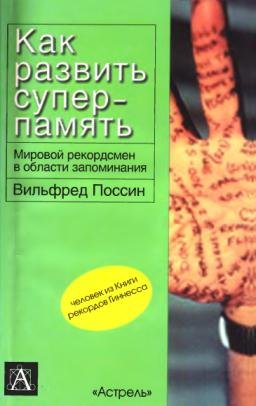 Как
развить
супер-
память
Мировой рекордсмен
в области запоминания
Вильфред Поссин
человек из Книги
рекордов Гиннесса
А
«Астрель»